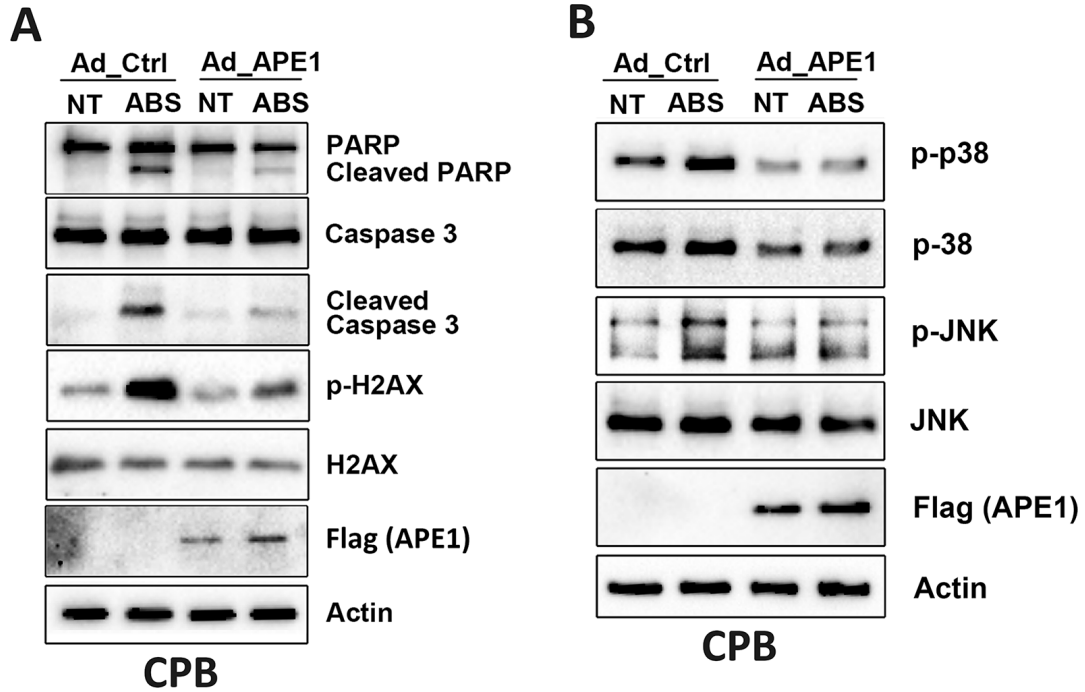 A
Ad_Ctrl Ad_APE1
NT ABS NT ABS
PARP
Cleaved PARP
Caspase 3
Cleaved
Caspase 3
p-H2AX
H2AX
Flag (APE1)
Actin
CPB
B
Ad_Ctrl Ad_APE1
NT ABS NT ABS
p-p38
p-38
p-JNK
JNK
Flag (APE1)
Actin
CPB